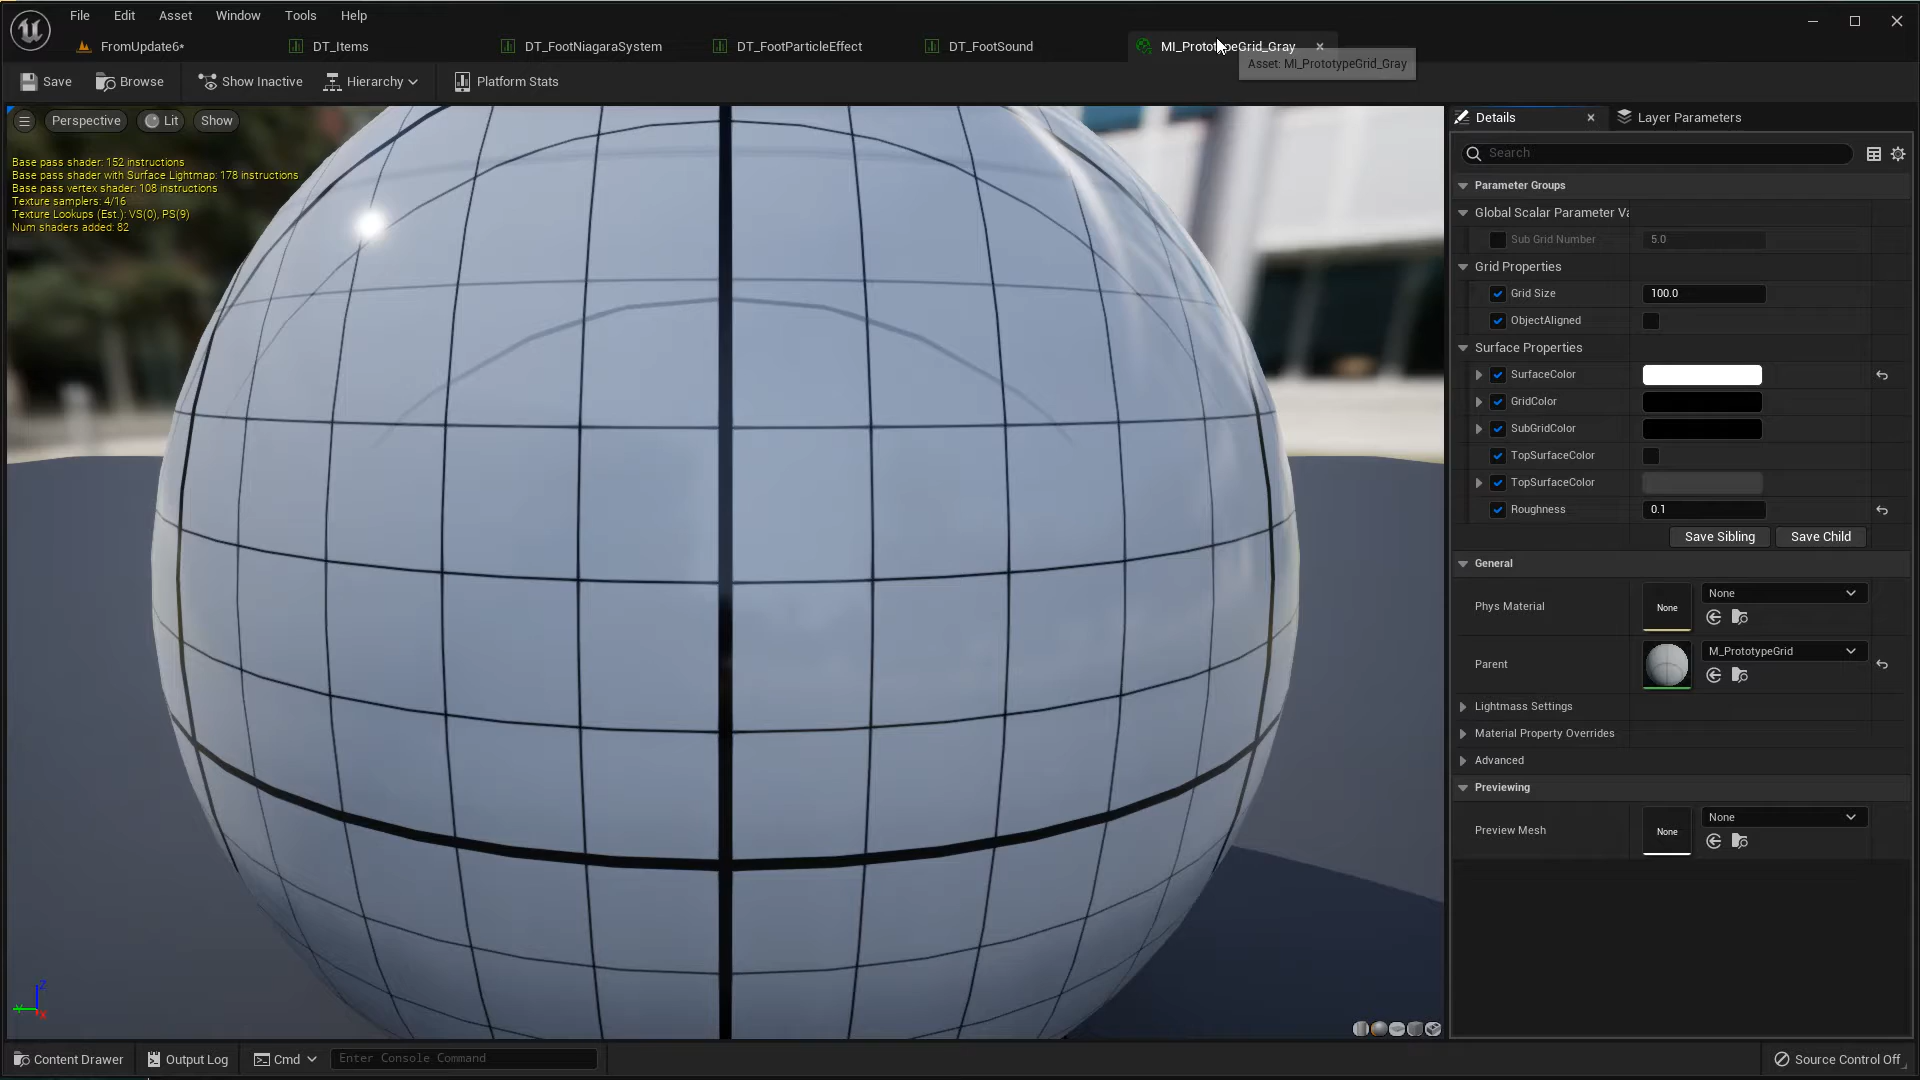 File Edit Asset Window Tools Help
FromUpdate6* DT_Items DT_FootNiagaraSystem DT_FootParticleEffect DT_FootSound MI_PrototypeGrid_Gray
Asset: MI_PrototypeGrid_Gray
Save Browse Show Inactive Hierarchy Platform Stats
Perspective Lit Show
Base pass shader: 152 instructions
Base pass shader with Surface Lightmap: 178 instructions
Base pass vertex shader: 108 instructions
Texture samplers: 4/16
Texture Lookups (Est.): VS(0), PS(9)
Num shaders added: 82
Z
Y
X
Details Layer Parameters
Search
Parameter Groups
Global Scalar Parameter Va
Sub Grid Number 5.0
Grid Properties
Grid Size 100.0
ObjectAligned
Surface Properties
SurfaceColor
GridColor
SubGridColor
TopSurfaceColor
TopSurfaceColor
Roughness 0.1
Save Sibling Save Child
General
Phys Material None None
Parent M_PrototypeGrid
Lightmass Settings
Material Property Overrides
Advanced
Previewing
Preview Mesh None None
Content Drawer Output Log Cmd Enter Console Command Source Control Off